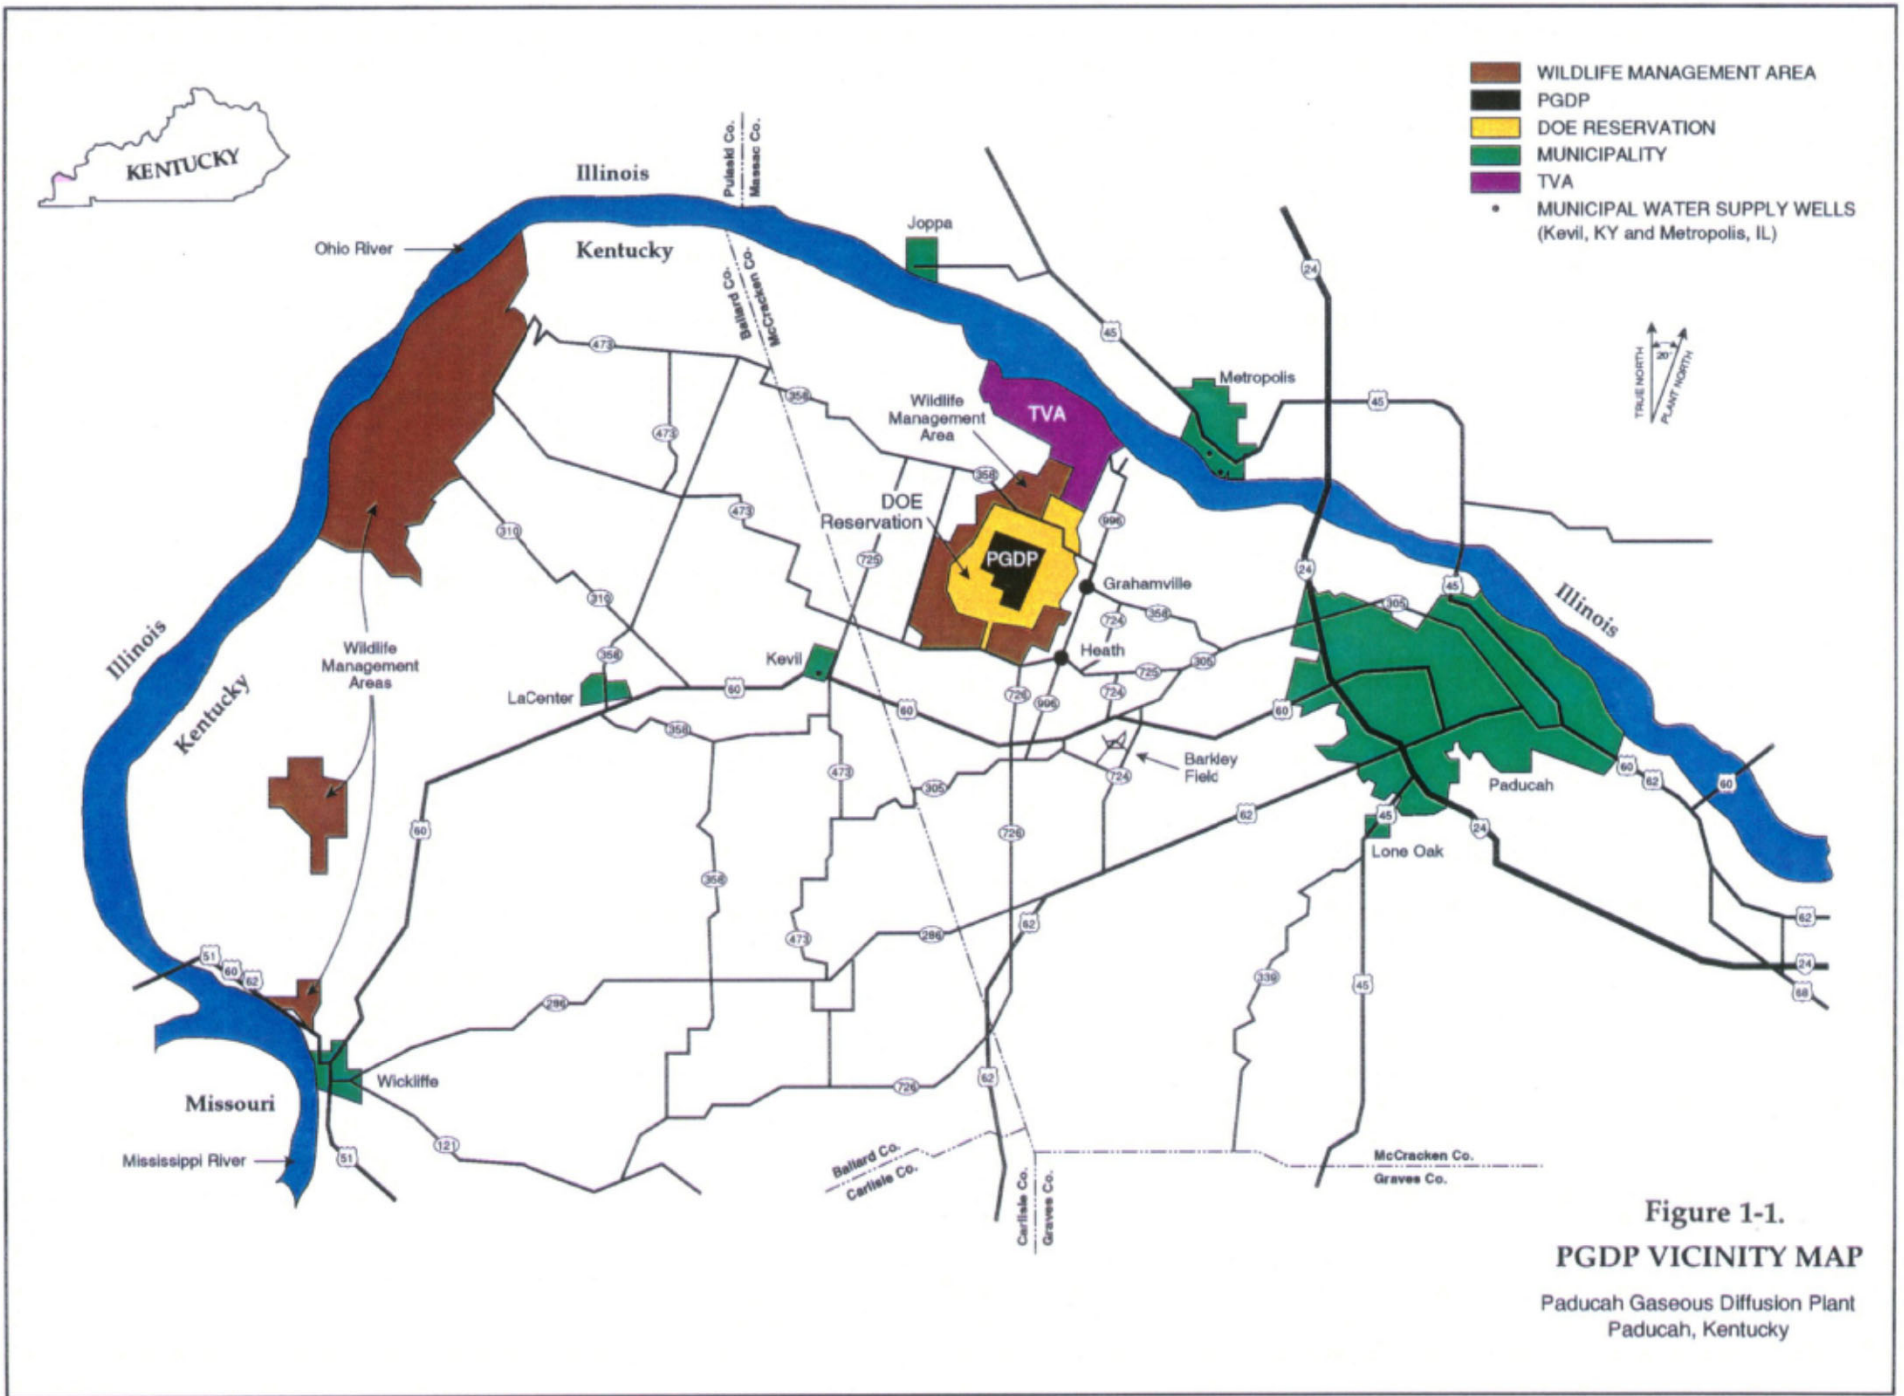 WILDLIFE MANAGEMENT AREA
PGDP
DOE RESERVATION
MUNICIPALITY
TVA
MUNICIPAL WATER SUPPLY WELLS
(Kevil, KY and Metropolis, IL)
KENTUCKY
Pulaski Co.
Massac Co.
Illinois
Ohio River
Kentucky
Joppa
Ballard Co.
McCracken Co.
24
45
473
358
Metropolis
45
TRUE NORTH
20°
PLANT NORTH
Wildlife
Management
Area
TVA
473
358
DOE
Reservation
473
310
996
725
PGDP
24
45
Grahamville
310
358
305
724
Illinois
Illinois
Wildlife
Management
Areas
Kevil
358
Heath
725
305
LaCenter
60
726
996
724
60
60
Kentucky
358
Barkley
Field
473
724
305
Paducah
60
62
60
60
726
62
45
24
Lone Oak
358
473
286
62
62
51
60
62
339
45
24
68
286
Wickliffe
62
726
Missouri
121
Mississippi River
51
Ballard Co.
Carlisle Co.
Carlisle Co.
Graves Co.
McCracken Co.
Graves Co.
Figure 1-1.
PGDP VICINITY MAP
Paducah Gaseous Diffusion Plant
Paducah, Kentucky